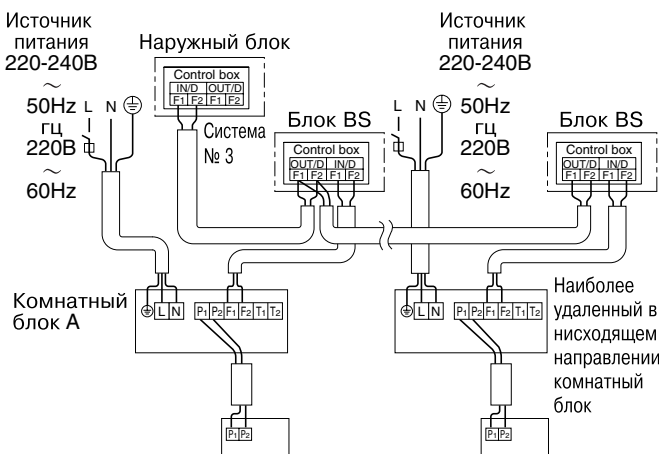 Источник
питания
220-240В
~
50Hz
гц
220В
~
60Hz
L N
Наружный блок
Control box
IN/D OUT/D
F1 F2 F1 F2
Система
№ 3
Блок BS
Control box
OUT/D IN/D
F1 F2 F1 F2
Источник
питания
220-240В
~
50Hz
гц
220В
~
60Hz
L N
Блок BS
Control box
OUT/D IN/D
F1 F2 F1 F2
Комнатный
блок A
L N
P1 P2 F1 F2 T1 T2
P1 P2
L N
P1 P2 F1 F2 T1 T2
P1 P2
Наиболее
удаленный в
нисходящем
направлении
комнатный
блок